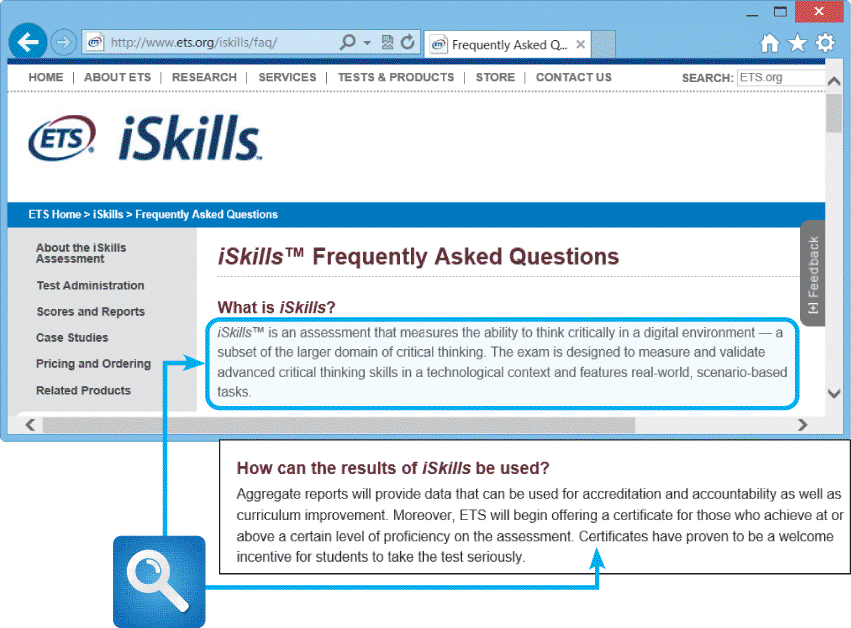 http://www.ets.org/iskills/faq/
ETS
Frequently Asked Q...
HOME | ABOUT ETS | RESEARCH | SERVICES | TESTS & PRODUCTS | STORE | CONTACT US
SEARCH: ETS.org
ETS iSkills™
ETS Home > iSkills > Frequently Asked Questions
About the iSkills
Assessment
Test Administration
Scores and Reports
Case Studies
Pricing and Ordering
Related Products
[+] Feedback
iSkills™ Frequently Asked Questions
What is iSkills?
iSkills™ is an assessment that measures the ability to think critically in a digital environment — a
subset of the larger domain of critical thinking. The exam is designed to measure and validate
advanced critical thinking skills in a technological context and features real-world, scenario-based
tasks.
How can the results of iSkills be used?
Aggregate reports will provide data that can be used for accreditation and accountability as well as
curriculum improvement. Moreover, ETS will begin offering a certificate for those who achieve at or
above a certain level of proficiency on the assessment. Certificates have proven to be a welcome
incentive for students to take the test seriously.